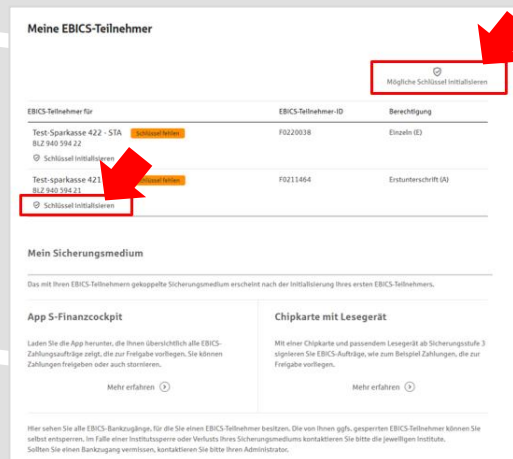 Meine EBICS-Teilnehmer
Mögliche Schlüssel initialisieren
EBICS-Teilnehmer für EBICS-Teilnehmer-ID Berechtigung
Test-Sparkasse 422 - STA Schlüssel fehlen F0220038 Einzeln (E)
BLZ 940 594 22
Schlüssel initialisieren
Test-sparkasse 421 Schlüssel fehlen F0211464 Erstunterschrift (A)
BLZ 940 594 21
Schlüssel initialisieren
Mein Sicherungsmedium
Das mit Ihren EBICS-Teilnehmern gekoppelte Sicherungsmedium erscheint nach der Initialisierung Ihres ersten EBICS-Teilnehmers.
App S-Finanzcockpit
Laden Sie die App herunter, die Ihnen übersichtlich alle EBICS-
Zahlungsaufträge zeigt, die zur Freigabe vorliegen. Sie können
Zahlungen freigeben oder auch stornieren.
Mehr erfahren
Chipkarte mit Lesegerät
Mit einer Chipkarte und passendem Lesegerät ab Sicherungsstufe 3
signieren Sie EBICS-Aufträge, wie zum Beispiel Zahlungen, die zur
Freigabe vorliegen.
Mehr erfahren
Hier sehen Sie alle EBICS-Bankzugänge, für die Sie einen EBICS-Teilnehmer besitzen. Die von Ihnen ggfs. gesperrten EBICS-Teilnehmer können Sie
selbst entsperren. Im Falle einer Institutssperre oder Verlusts Ihres Sicherungsmediums kontaktieren Sie bitte die jeweiligen Institute.
Sollten Sie einen Bankzugang vermissen, kontaktieren Sie bitte Ihren Administrator.